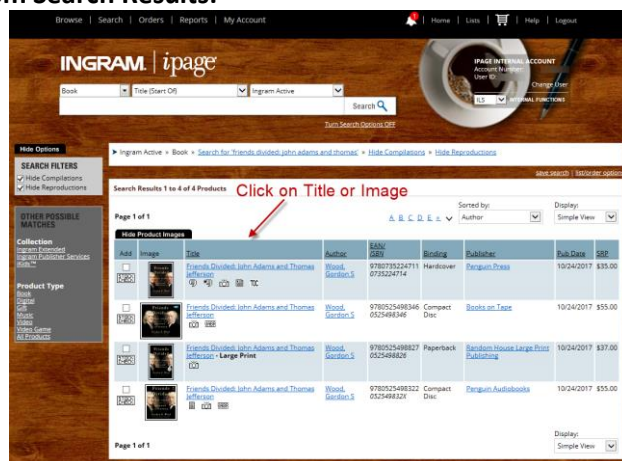 om Search Results:
Browse | Search | Orders | Reports | My Account
Home | Lists | Help | Logout
INGRAM | ipage
IPAGE INTERNAL ACCOUNT
Account Number:
User ID:
Change User
ILS INTERNAL FUNCTIONS
Book Title (Start Of) Ingram Active
Search
Turn Search Options OFF
Hide Options
SEARCH FILTERS
Hide Compilations
Hide Reproductions
Ingram Active » Book » Search for 'friends divided: john adams and thomas' » Hide Compilations » Hide Reproductions
save search | list/order options
Search Results 1 to 4 of 4 Products
Click on Title or Image
Sorted by:
Display:
Page 1 of 1
A B C D E
Author
Simple View
OTHER POSSIBLE MATCHES
Collection
Ingram Extended
Ingram Publisher Services
Product Type
Book
Digital
Gift
Music
Video
Video Game
All Products
Hide Product Images
Add Image Title Author EAN/ISBN Binding Publisher Pub Date SRP
Friends Divided: John Adams and Thomas Jefferson Wood, Gordon S 9780735224711 0735224714 Hardcover Penguin Press 10/24/2017 $35.00
Friends Divided: John Adams and Thomas Jefferson Wood, Gordon S 9780525498346 0525498346 Compact Disc Books on Tape 10/24/2017 $55.00
Friends Divided: John Adams and Thomas Jefferson - Large Print Wood, Gordon S 9780525498827 0525498826 Paperback Random House Large Print Publishing 10/24/2017 $37.00
Friends Divided: John Adams and Thomas Jefferson Wood, Gordon S 9780525498322 052549832X Compact Disc Penguin Audiobooks 10/24/2017 $55.00
Page 1 of 1
Display:
Simple View